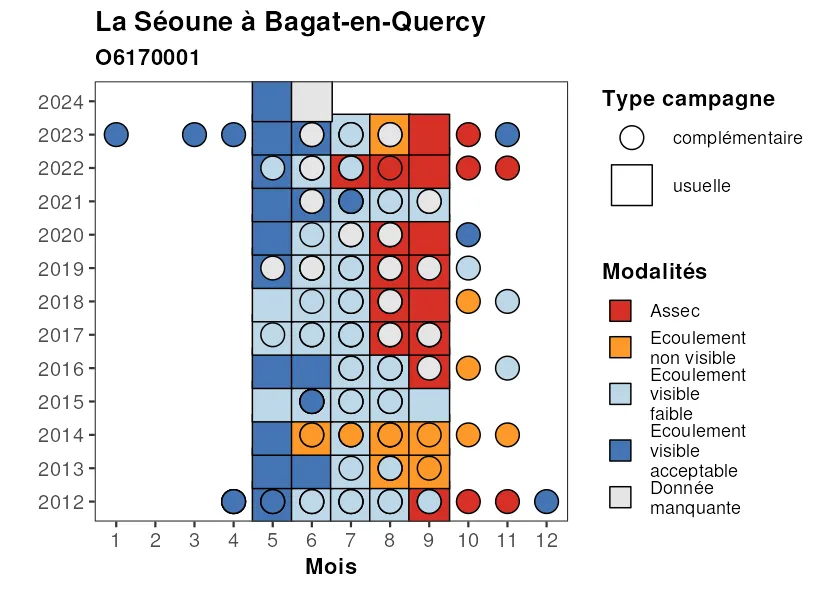 La Séoune à Bagat-en-Quercy
O6170001
2024
2023
2022
2021
2020
2019
2018
2017
2016
2015
2014
2013
2012
1 2 3 4 5 6 7 8 9 10 11 12
Mois
Type campagne
complémentaire
usuelle
Modalités
Assec
Ecoulement
non visible
Ecoulement
visible
faible
Ecoulement
visible
acceptable
Donnée
manquante